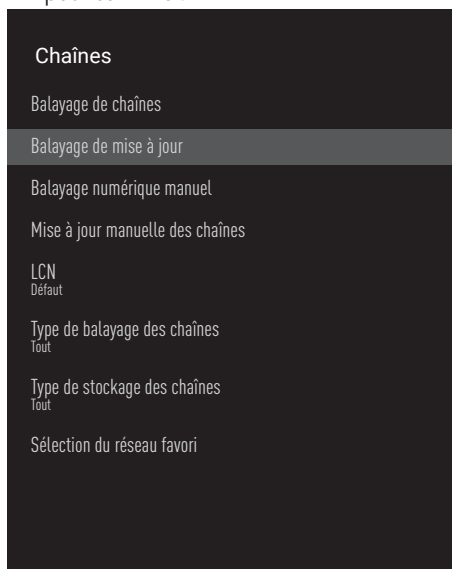 Chaînes
Balayage de chaînes
Balayage de mise à jour
Balayage numérique manuel
Mise à jour manuelle des chaînes
LCN
Défaut
Type de balayage des chaînes
Tout
Type de stockage des chaînes
Tout
Sélection du réseau favori